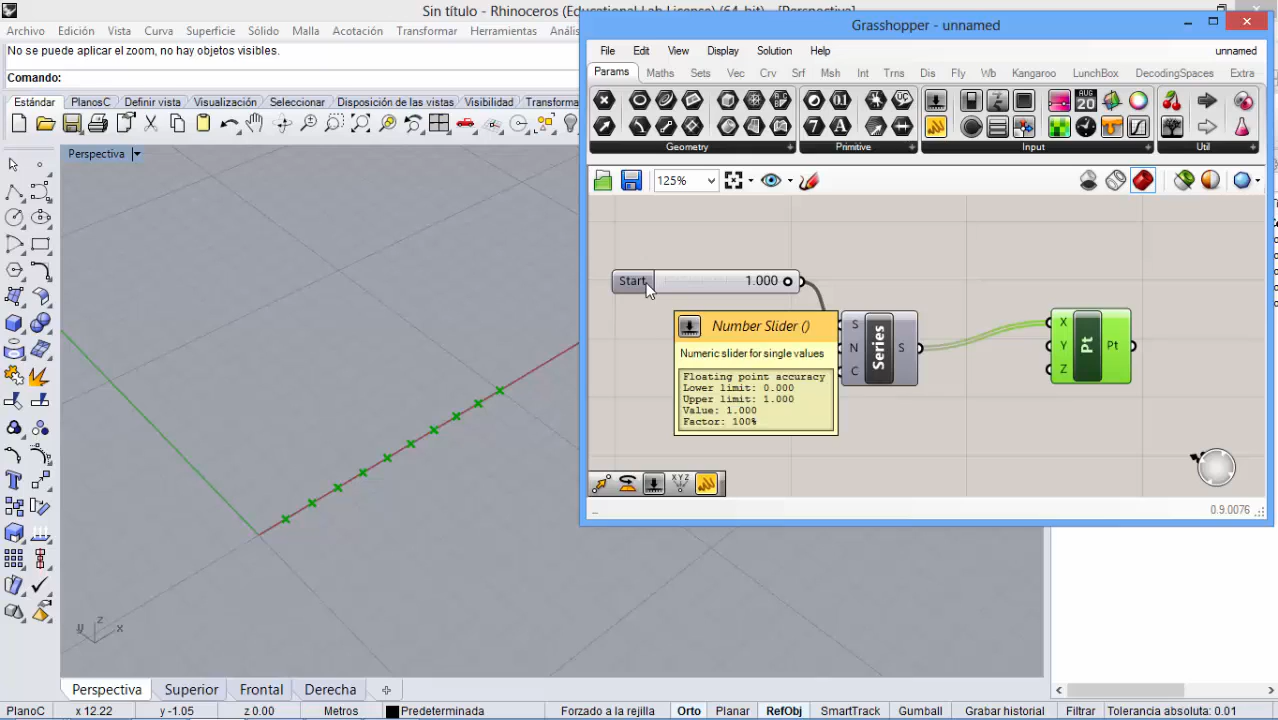 Sin título - Rhinoceros (Educational Lab License) (64-bit) - [Perspectiva]
Archivo Edición Vista Curva Superficie Sólido Malla Acotación Transformar Herramientas Análisis
No se puede aplicar el zoom, no hay objetos visibles.
Comando:
Estándar PlanosC Definir vista Visualización Seleccionar Disposición de las vistas Visibilidad Transforma
Perspectiva
Grasshopper - unnamed
File Edit View Display Solution Help unnamed
Params Maths Sets Vec Crv Srf Msh Int Trns Dis Fly Wb Kangaroo LunchBox DecodingSpaces Extra
AUG
20
Geometry Primitive Input Util
125%
Start 1.000
Number Slider ()
Numeric slider for single values
Floating point accuracy
Lower limit: 0.000
Upper limit: 1.000
Value: 1.000
Factor: 100%
S
N
C
Series
S
X
Y
Z
Pt
Pt
XYZ
0.9.0076
z
y x
Perspectiva Superior Frontal Derecha
PlanoC x 12.22 y -1.05 z 0.00 Metros Predeterminada Forzado a la rejilla Orto Planar RefObj SmartTrack Gumball Grabar historial Filtrar Tolerancia absoluta: 0.01